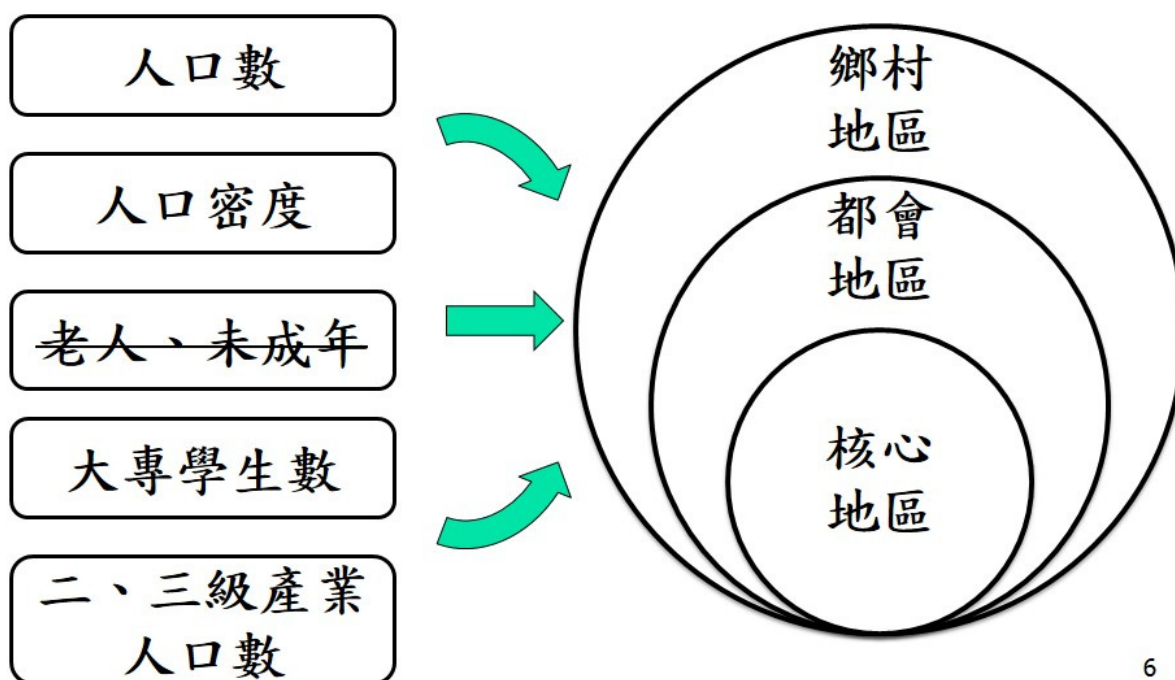 人口數
人口密度
老人、未成年
大專學生數
二、三級產業
人口數
鄉村
地區
都會
地區
核心
地區
6